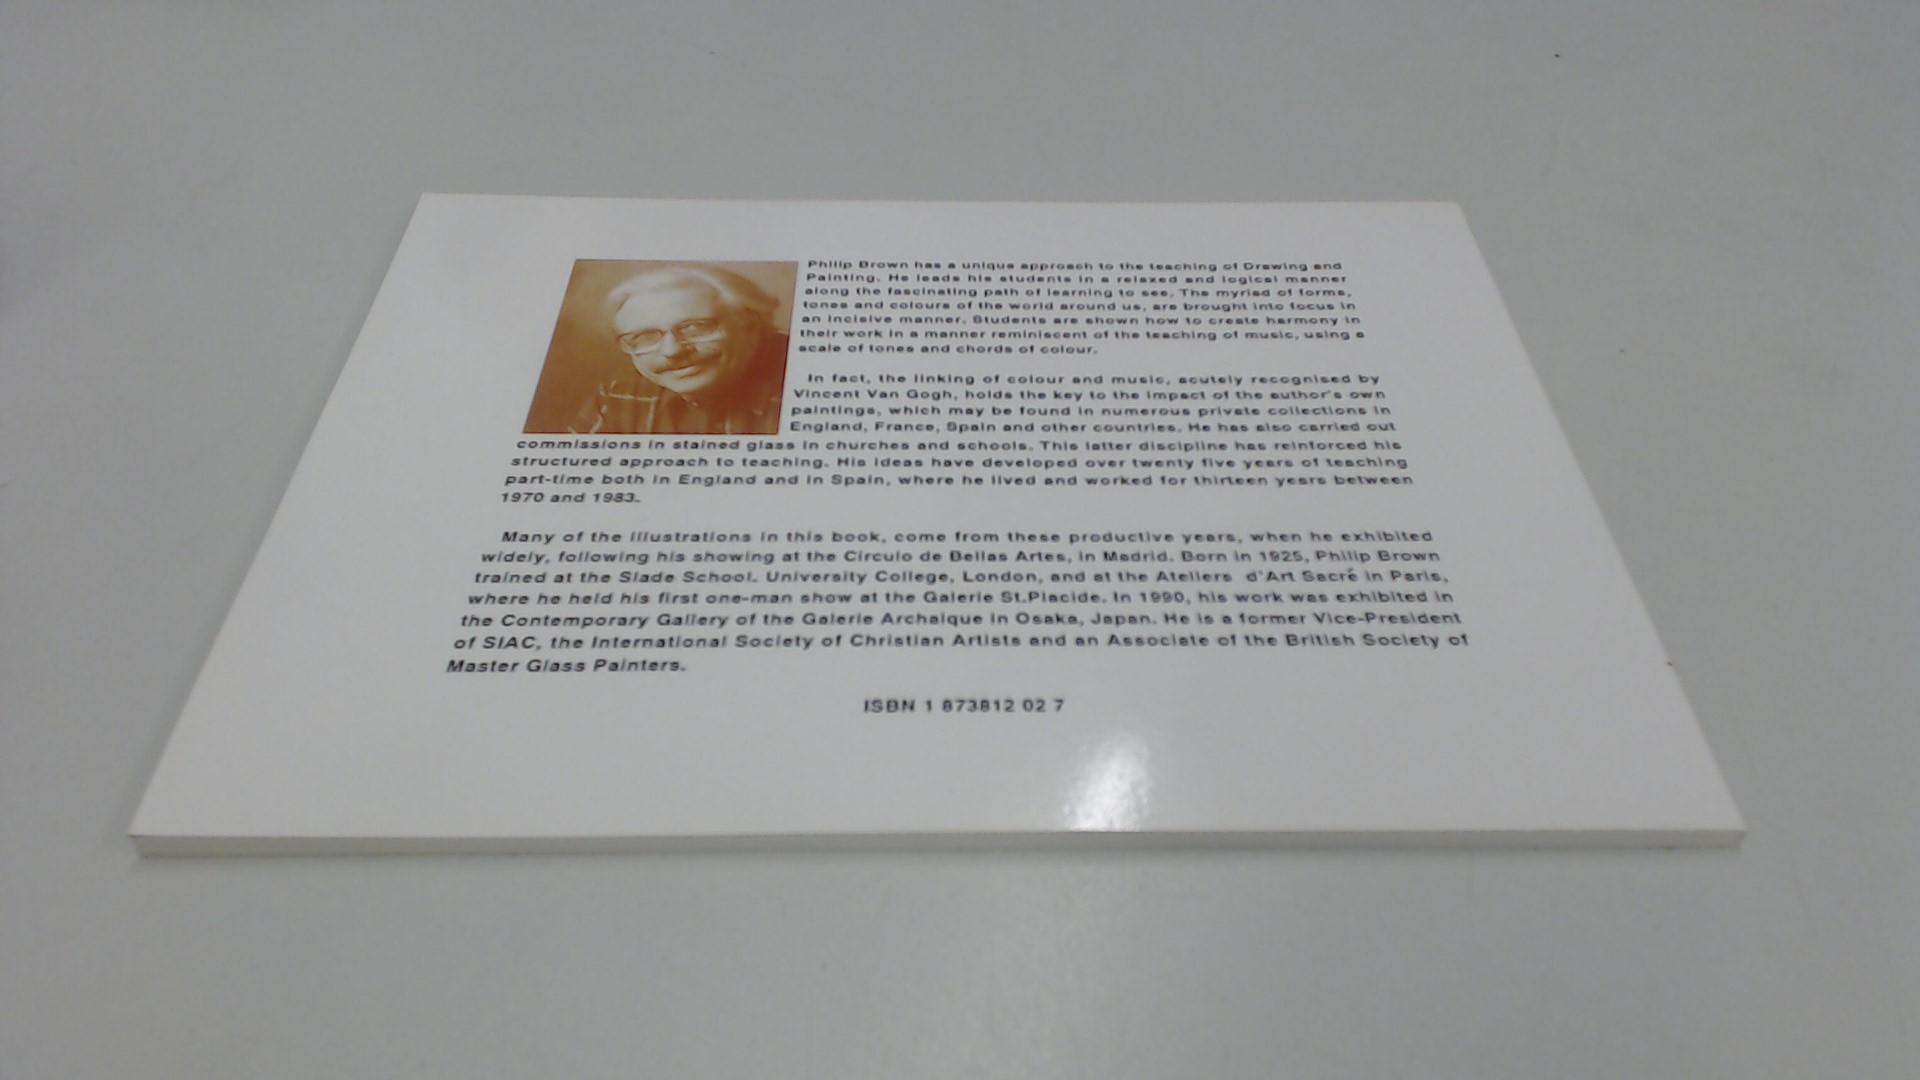 Philip Brown has a unique approach to the teaching of Drawing and
Painting. He leads his students in a relaxed and logical manner
along the fascinating path of learning to see. The myriad of forms,
tones and colours of the world around us, are brought into focus in
an incisive manner. Students are shown how to create harmony in
their work in a manner reminiscent of the teaching of music, using a
scale of tones and chords of colour.
In fact, the linking of colour and music, acutely recognised by
Vincent Van Gogh, holds the key to the impact of the author's own
paintings, which may be found in numerous private collections in
England, France, Spain and other countries. He has also carried out
commissions in stained glass in churches and schools. This latter discipline has reinforced his
structured approach to teaching. His ideas have developed over twenty five years of teaching
part-time both in England and in Spain, where he lived and worked for thirteen years between
1970 and 1983.
Many of the illustrations in this book, come from these productive years, when he exhibited
widely, following his showing at the Circulo de Bellas Artes, in Madrid. Born in 1925, Philip Brown
trained at the Slade School. University College, London, and at the Ateliers d'Art Sacré in Paris,
where he held his first one-man show at the Galerie St.Placide. In 1990, his work was exhibited in
the Contemporary Gallery of the Galerie Archaique in Osaka, Japan. He is a former Vice-President
of SIAC, the International Society of Christian Artists and an Associate of the British Society of
Master Glass Painters.
ISBN 1 873812 02 7